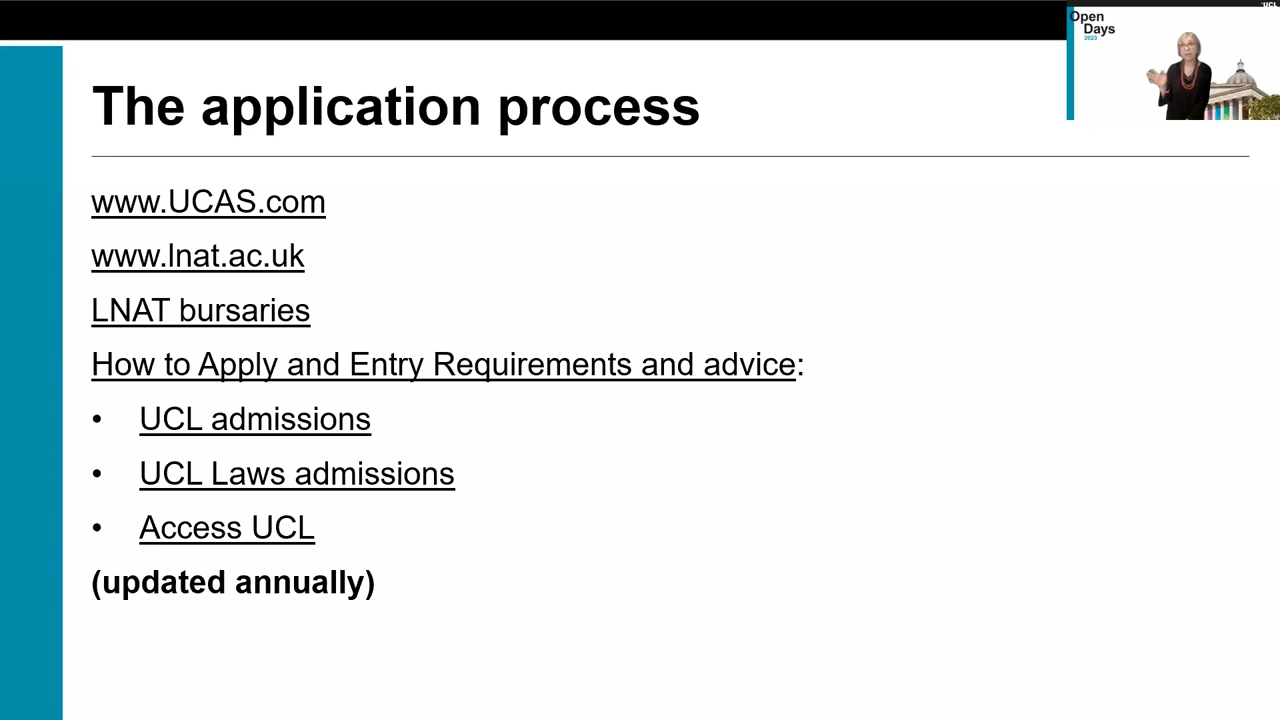 UCL
Open
Days
2023
The application process
www.UCAS.com
www.lnat.ac.uk
LNAT bursaries
How to Apply and Entry Requirements and advice:
• UCL admissions
• UCL Laws admissions
• Access UCL
(updated annually)